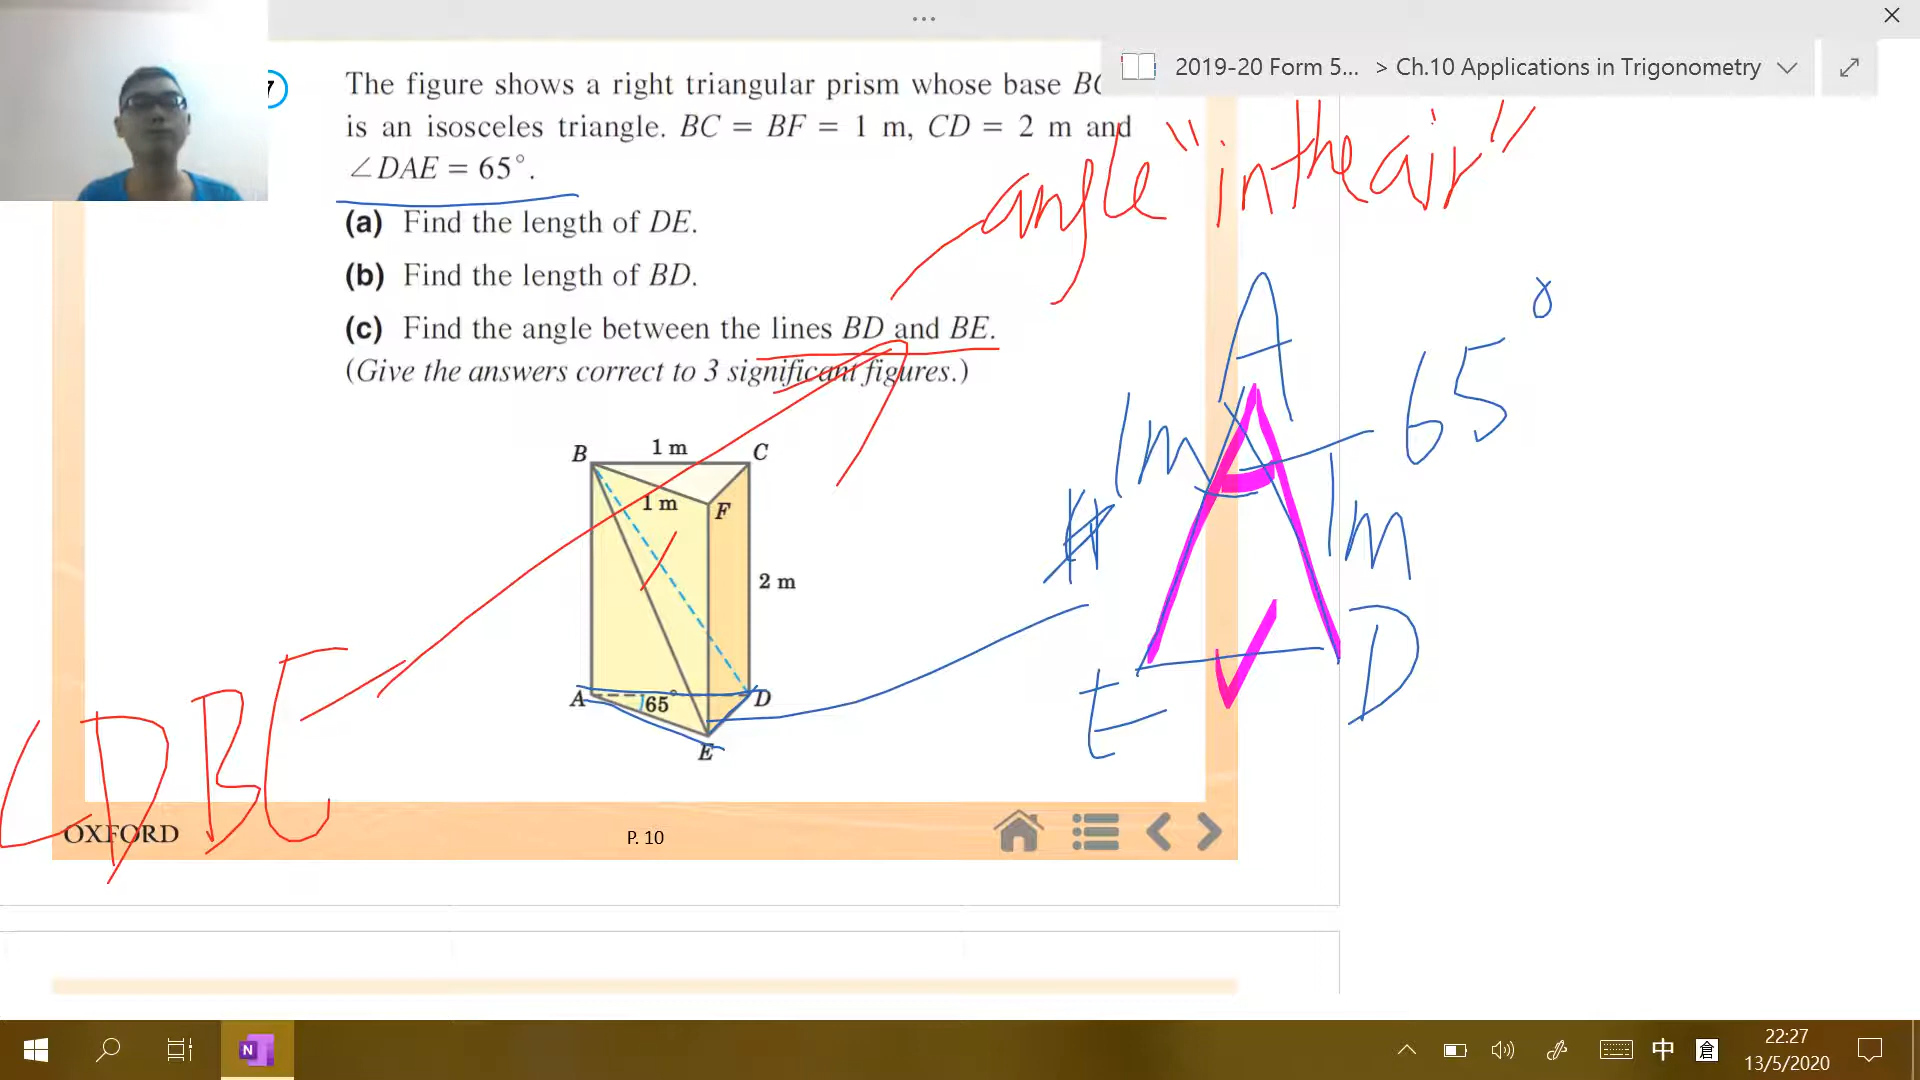 2019-20 Form 5... > Ch.10 Applications in Trigonometry
7
The figure shows a right triangular prism whose base BC
is an isosceles triangle. BC = BF = 1 m, CD = 2 m and
∠DAE = 65°.
(a) Find the length of DE.
(b) Find the length of BD.
(c) Find the angle between the lines BD and BE.
(Give the answers correct to 3 significant figures.)
angle "in the air"
B
1 m
C
1 m
F
2 m
A
65°
D
E
A
65°
1m
1m
E
D
∠DBE
OXFORD
P. 10
N
中
倉
22:27
13/5/2020